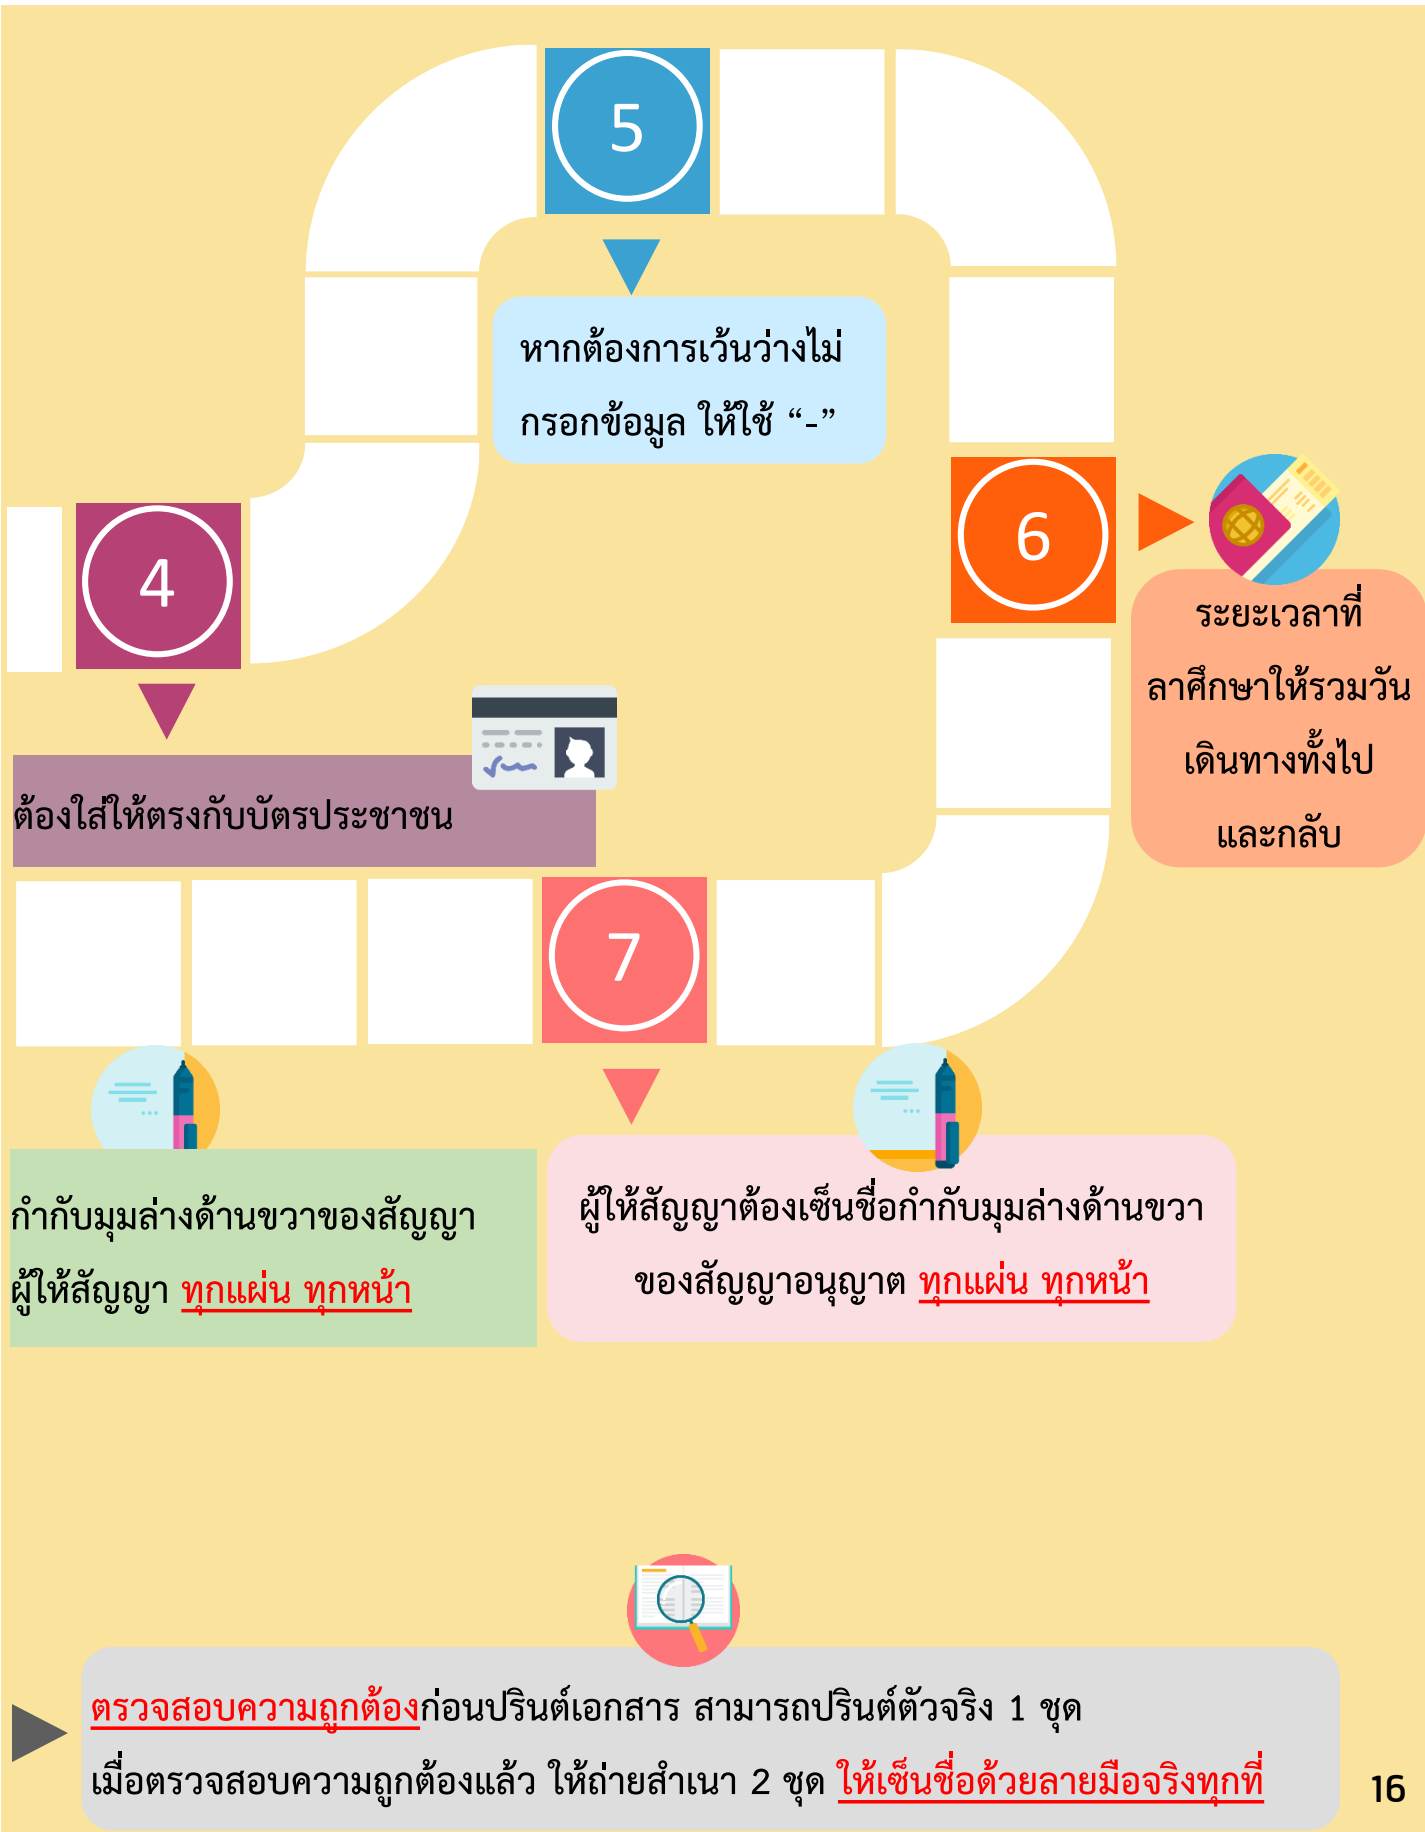 5
หากต้องการเว้นว่างไม่
กรอกข้อมูล ให้ใช้ “-”
4
6
ระยะเวลาที่
ลาศึกษาให้รวมวัน
เดินทางทั้งไป
และกลับ
ต้องใส่ให้ตรงกับบัตรประชาชน
7
กำกับมุมล่างด้านขวาของสัญญา
ผู้ให้สัญญา ทุกแผ่น ทุกหน้า
ผู้ให้สัญญาต้องเซ็นชื่อกำกับมุมล่างด้านขวา
ของสัญญาอนุญาต ทุกแผ่น ทุกหน้า
ตรวจสอบความถูกต้องก่อนปรินต์เอกสาร สามารถปรินต์ตัวจริง 1 ชุด
เมื่อตรวจสอบความถูกต้องแล้ว ให้ถ่ายสำเนา 2 ชุด ให้เซ็นชื่อด้วยลายมือจริงทุกที่
16